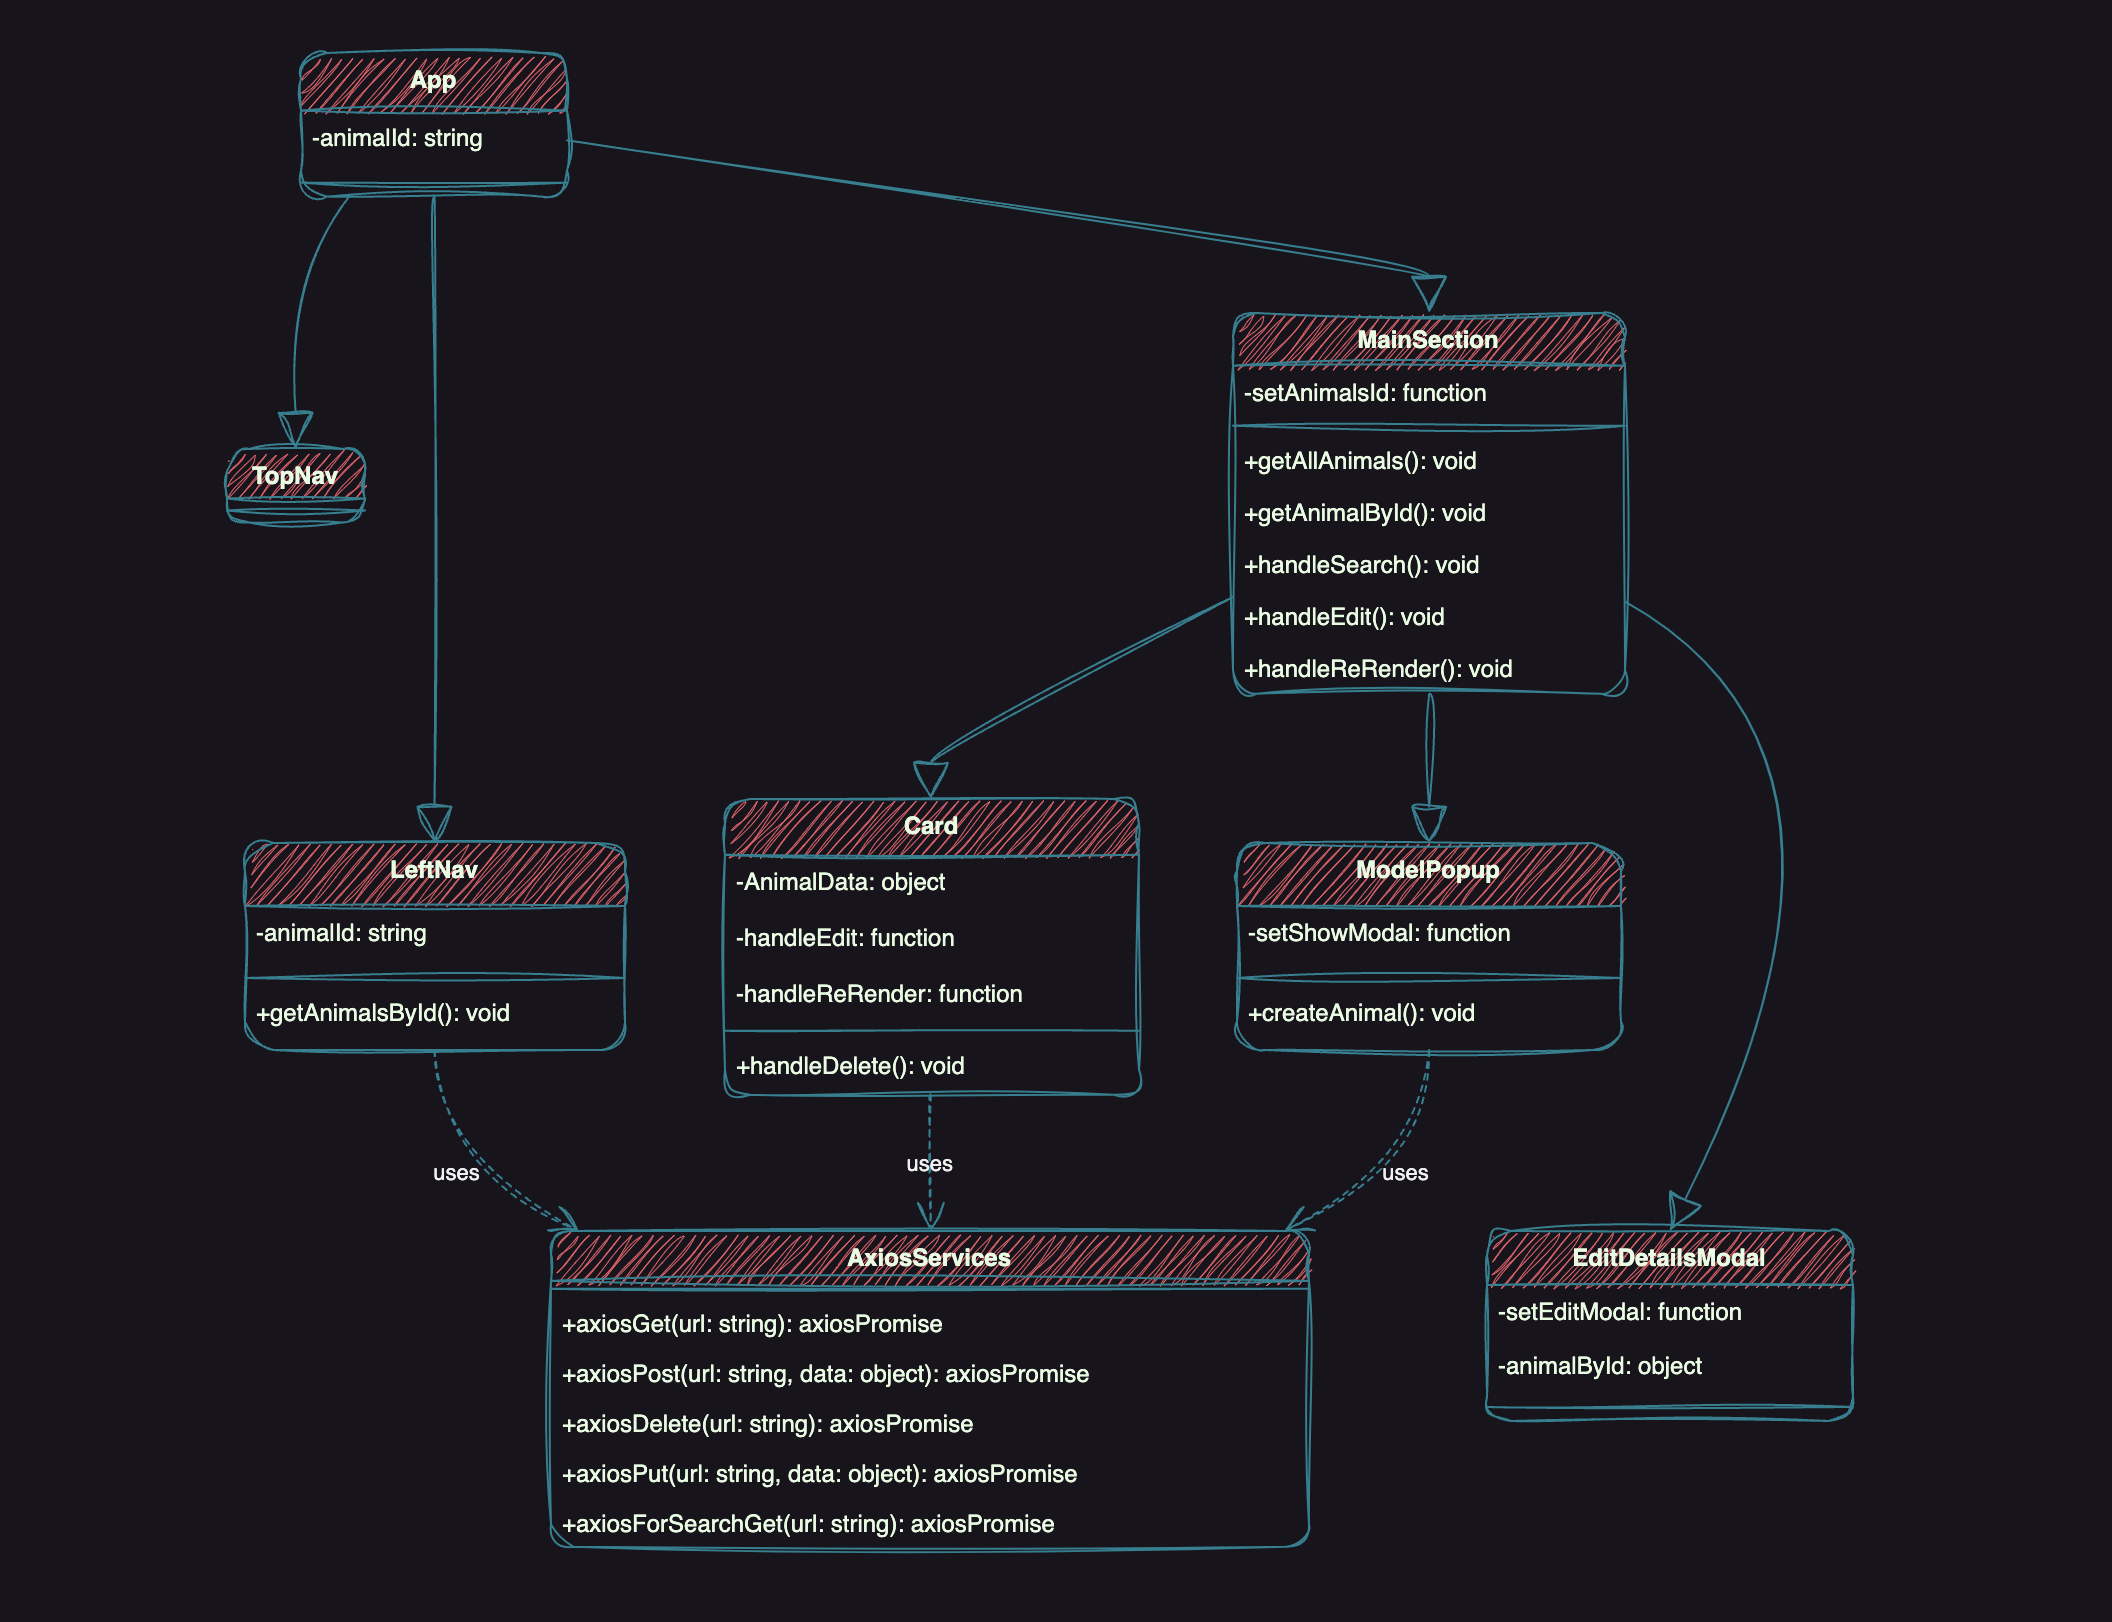 App
-animalId: string
MainSection
-setAnimalsId: function
+getAllAnimals(): void
+getAnimalById(): void
+handleSearch(): void
+handleEdit(): void
+handleReRender(): void
TopNav
LeftNav
-animalId: string
+getAnimalsById(): void
Card
-AnimalData: object
-handleEdit: function
-handleReRender: function
+handleDelete(): void
ModelPopup
-setShowModal: function
+createAnimal(): void
uses
uses
uses
AxiosServices
+axiosGet(url: string): axiosPromise
+axiosPost(url: string, data: object): axiosPromise
+axiosDelete(url: string): axiosPromise
+axiosPut(url: string, data: object): axiosPromise
+axiosForSearchGet(url: string): axiosPromise
EditDetailsModal
-setEditModal: function
-animalById: object